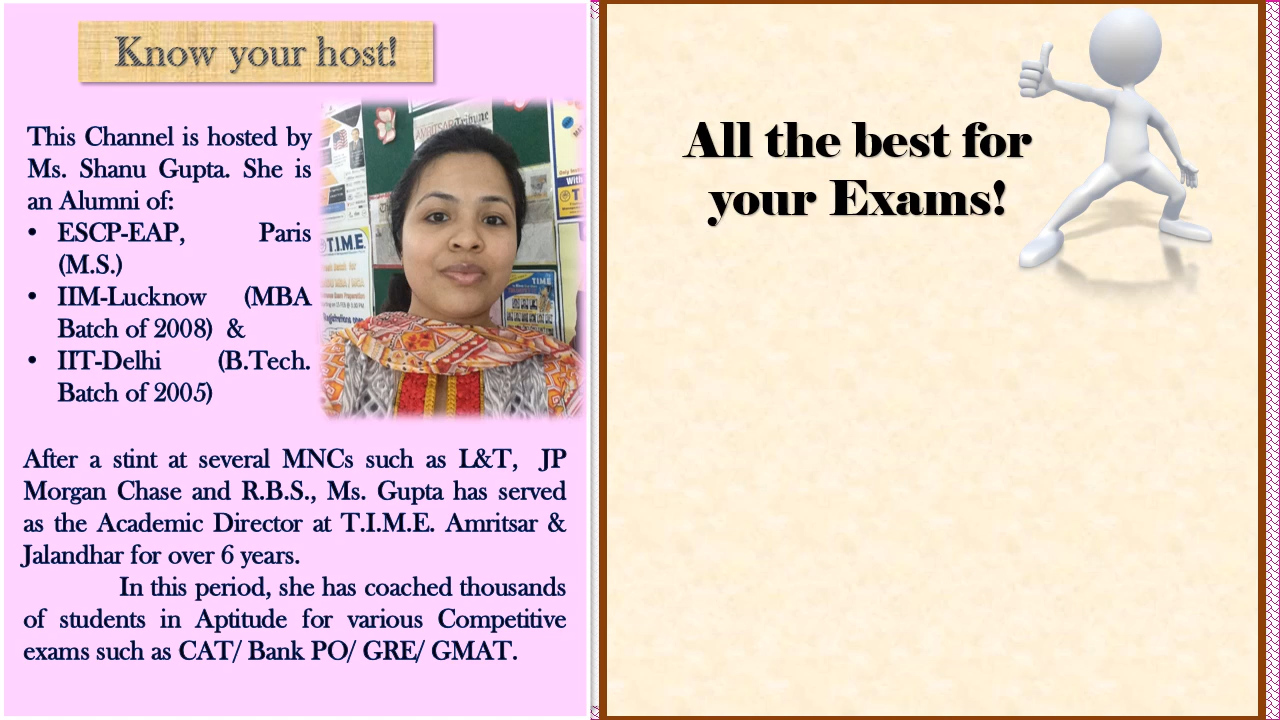 Know your host!
This Channel is hosted by
Ms. Shanu Gupta. She is
an Alumni of:
• ESCP-EAP, Paris
(M.S.)
• IIM-Lucknow (MBA
Batch of 2008) &
• IIT-Delhi (B.Tech.
Batch of 2005)
AMRITSAR Tribune
T.I.M.E.
TIME
After a stint at several MNCs such as L&T, JP
Morgan Chase and R.B.S., Ms. Gupta has served
as the Academic Director at T.I.M.E. Amritsar &
Jalandhar for over 6 years.
In this period, she has coached thousands
of students in Aptitude for various Competitive
exams such as CAT/ Bank PO/ GRE/ GMAT.
All the best for
your Exams!